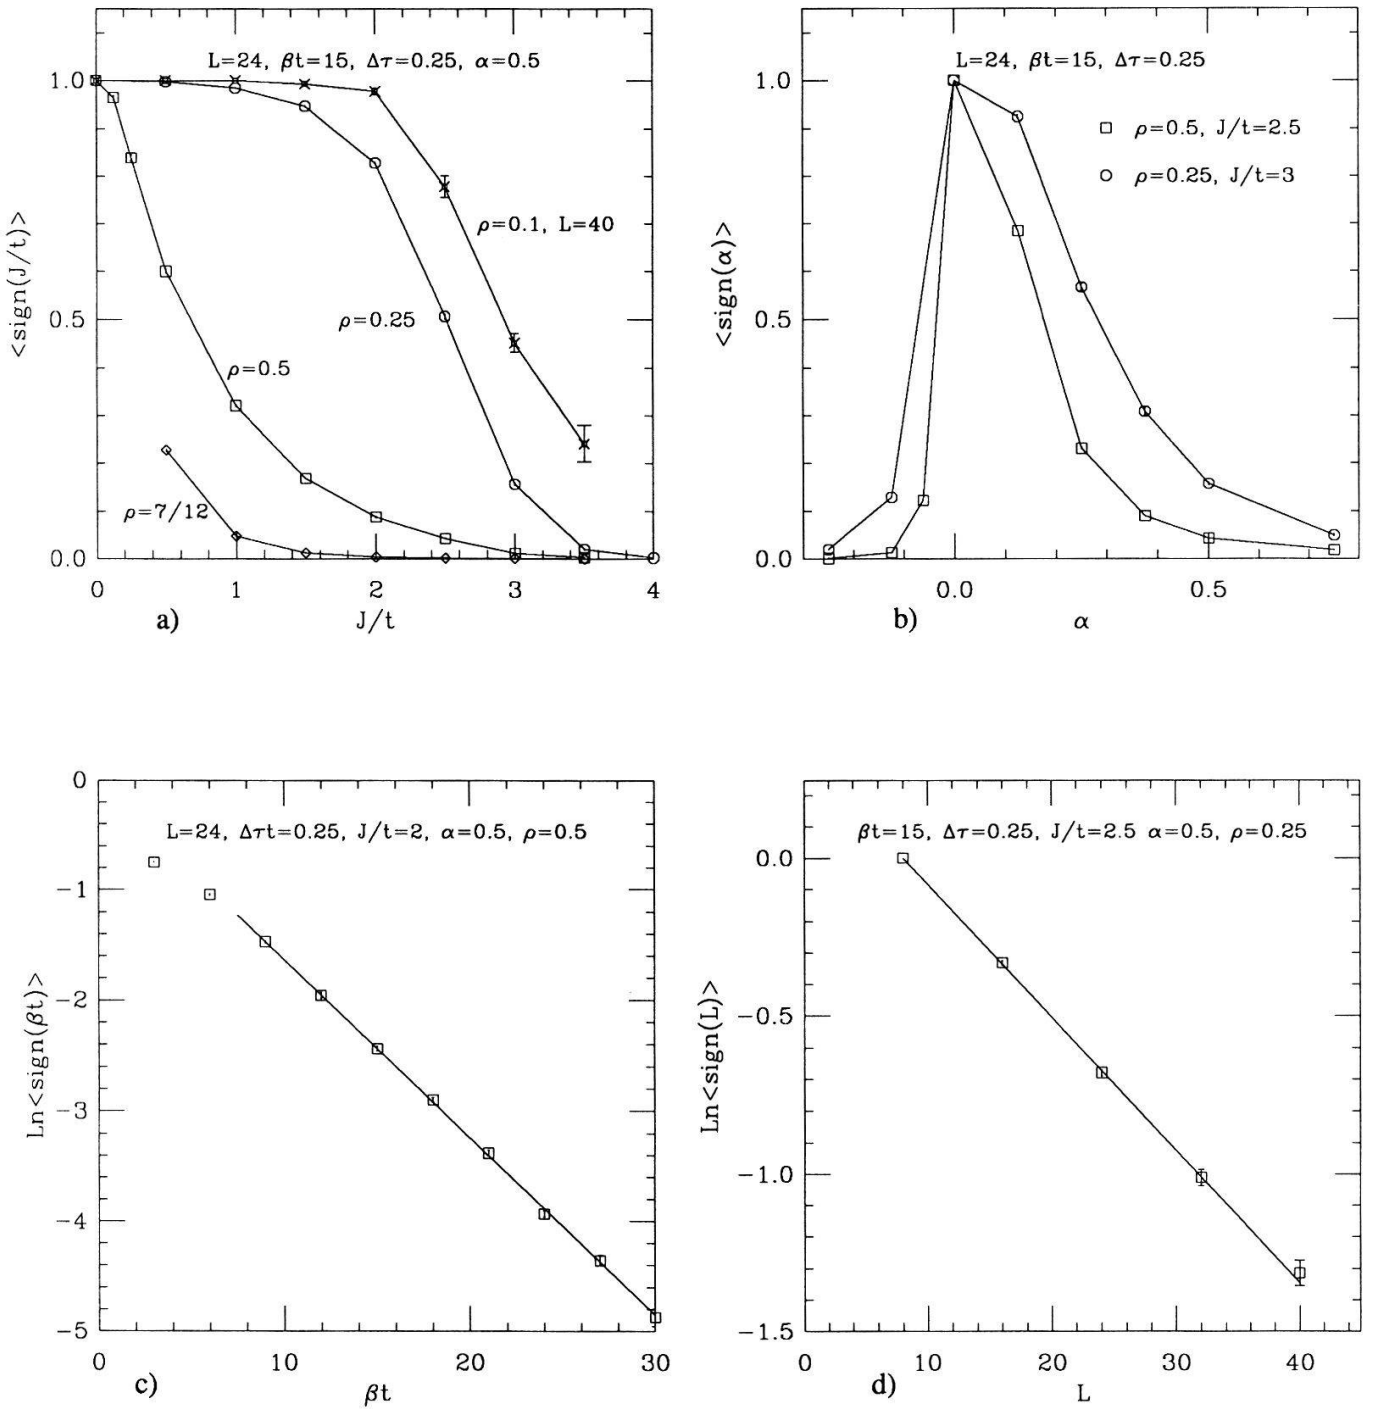 L=24, βt=15, Δτ=0.25, α=0.5
<sign(J/t)>
1.0
0.5
0.0
ρ=0.1, L=40
ρ=0.25
ρ=0.5
ρ=7/12
0 1 2 3 4
a) J/t
L=24, βt=15, Δτ=0.25
ρ=0.5, J/t=2.5
ρ=0.25, J/t=3
<sign(α)>
1.0
0.5
0.0
0.0 0.5
b) α
L=24, Δτt=0.25, J/t=2, α=0.5, ρ=0.5
Ln<sign(βt)>
0
−1
−2
−3
−4
−5
0 10 20 30
c) βt
βt=15, Δτ=0.25, J/t=2.5 α=0.5, ρ=0.25
Ln<sign(L)>
0.0
−0.5
−1.0
−1.5
0 10 20 30 40
d) L